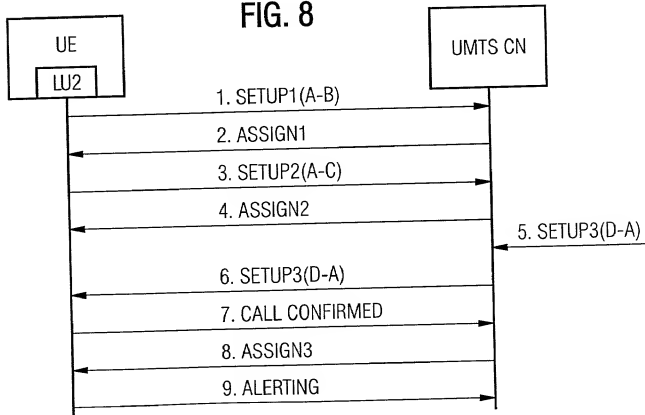 FIG. 8
UE
LU2
UMTS CN
1. SETUP1(A-B)
2. ASSIGN1
3. SETUP2(A-C)
4. ASSIGN2
5. SETUP3(D-A)
6. SETUP3(D-A)
7. CALL CONFIRMED
8. ASSIGN3
9. ALERTING